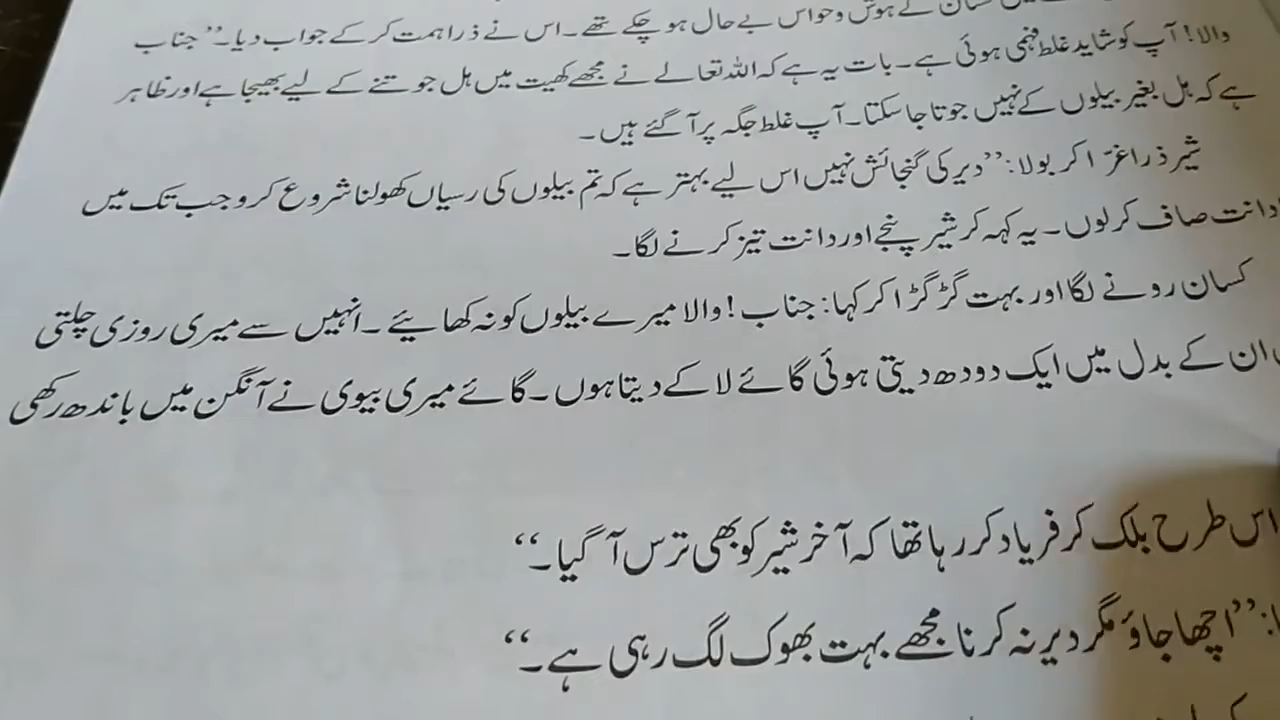 کسان کے ہوش و حواس بے حال ہو چکے تھے۔ اس نے ذرا ہمت کر کے جواب دیا۔ ’’جناب
والا! آپ کو شاید غلط فہمی ہوئی ہے۔ بات یہ ہے کہ اللہ تعالےٰ نے مجھے کھیت میں ہل جوتنے کے لیے بھیجا ہے اور ظاہر
ہے کہ ہل بغیر بیلوں کے نہیں جوتا جا سکتا۔ آپ غلط جگہ پر آ گئے ہیں۔
شیر ذرا غرّا کر بولا: ’’دیر کی گنجائش نہیں اس لیے بہتر ہے کہ تم بیلوں کی رسیاں کھولنا شروع کرو جب تک میں
دانت صاف کر لوں۔ یہ کہہ کر شیر پنجے اور دانت تیز کرنے لگا۔
کسان رونے لگا اور بہت گڑگڑا کر کہا: جناب! والا میرے بیلوں کو نہ کھائیے۔ انہیں سے میری روزی چلتی
ان کے بدل میں ایک دودھ دیتی ہوئی گائے لا کے دیتا ہوں۔ گائے میری بیوی نے آنگن میں باندھ رکھی
اس طرح بلک کر فریاد کر رہا تھا کہ آخر شیر کو بھی ترس آ گیا۔‘‘
’’اچھا جاؤ مگر دیر نہ کرنا مجھے بہت بھوک لگ رہی ہے۔‘‘